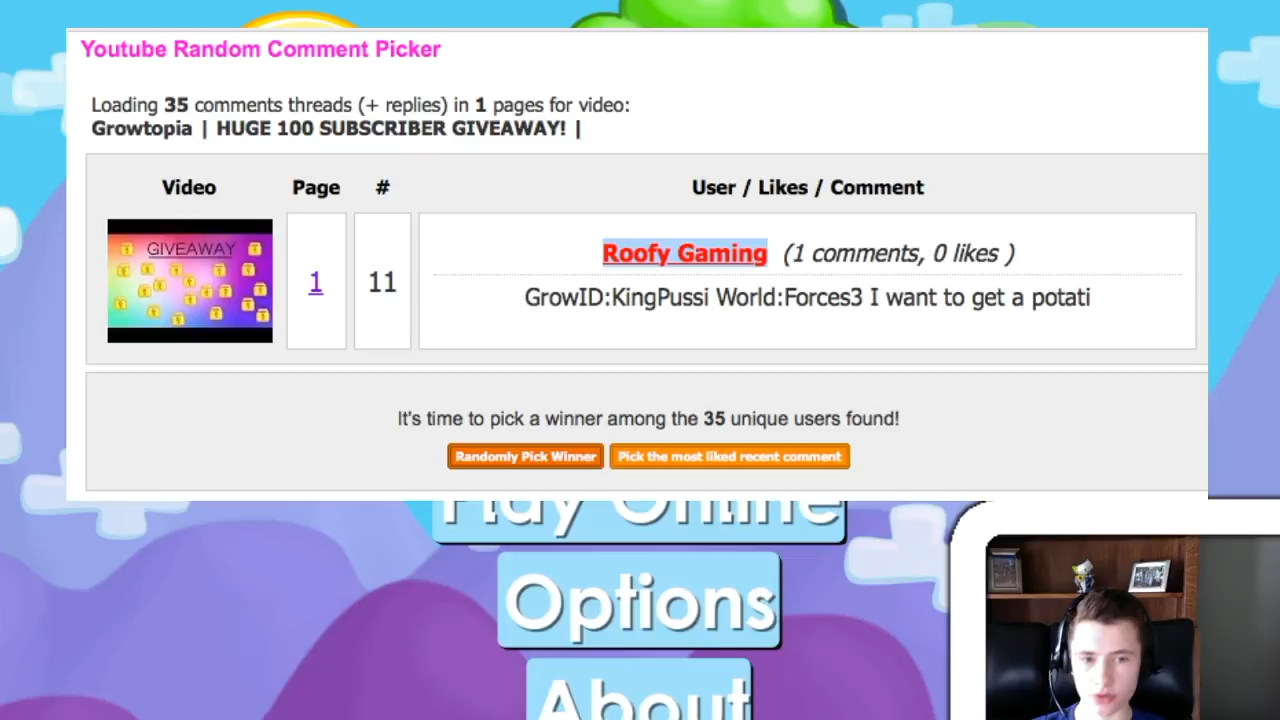 Youtube Random Comment Picker
Loading 35 comments threads (+ replies) in 1 pages for video:
Growtopia | HUGE 100 SUBSCRIBER GIVEAWAY! |
Video Page # User / Likes / Comment
GIVEAWAY
Roofy Gaming (1 comments, 0 likes )
1 11
GrowID:KingPussi World:Forces3 I want to get a potati
It's time to pick a winner among the 35 unique users found!
Randomly Pick Winner Pick the most liked recent comment
Play Online
Options
About